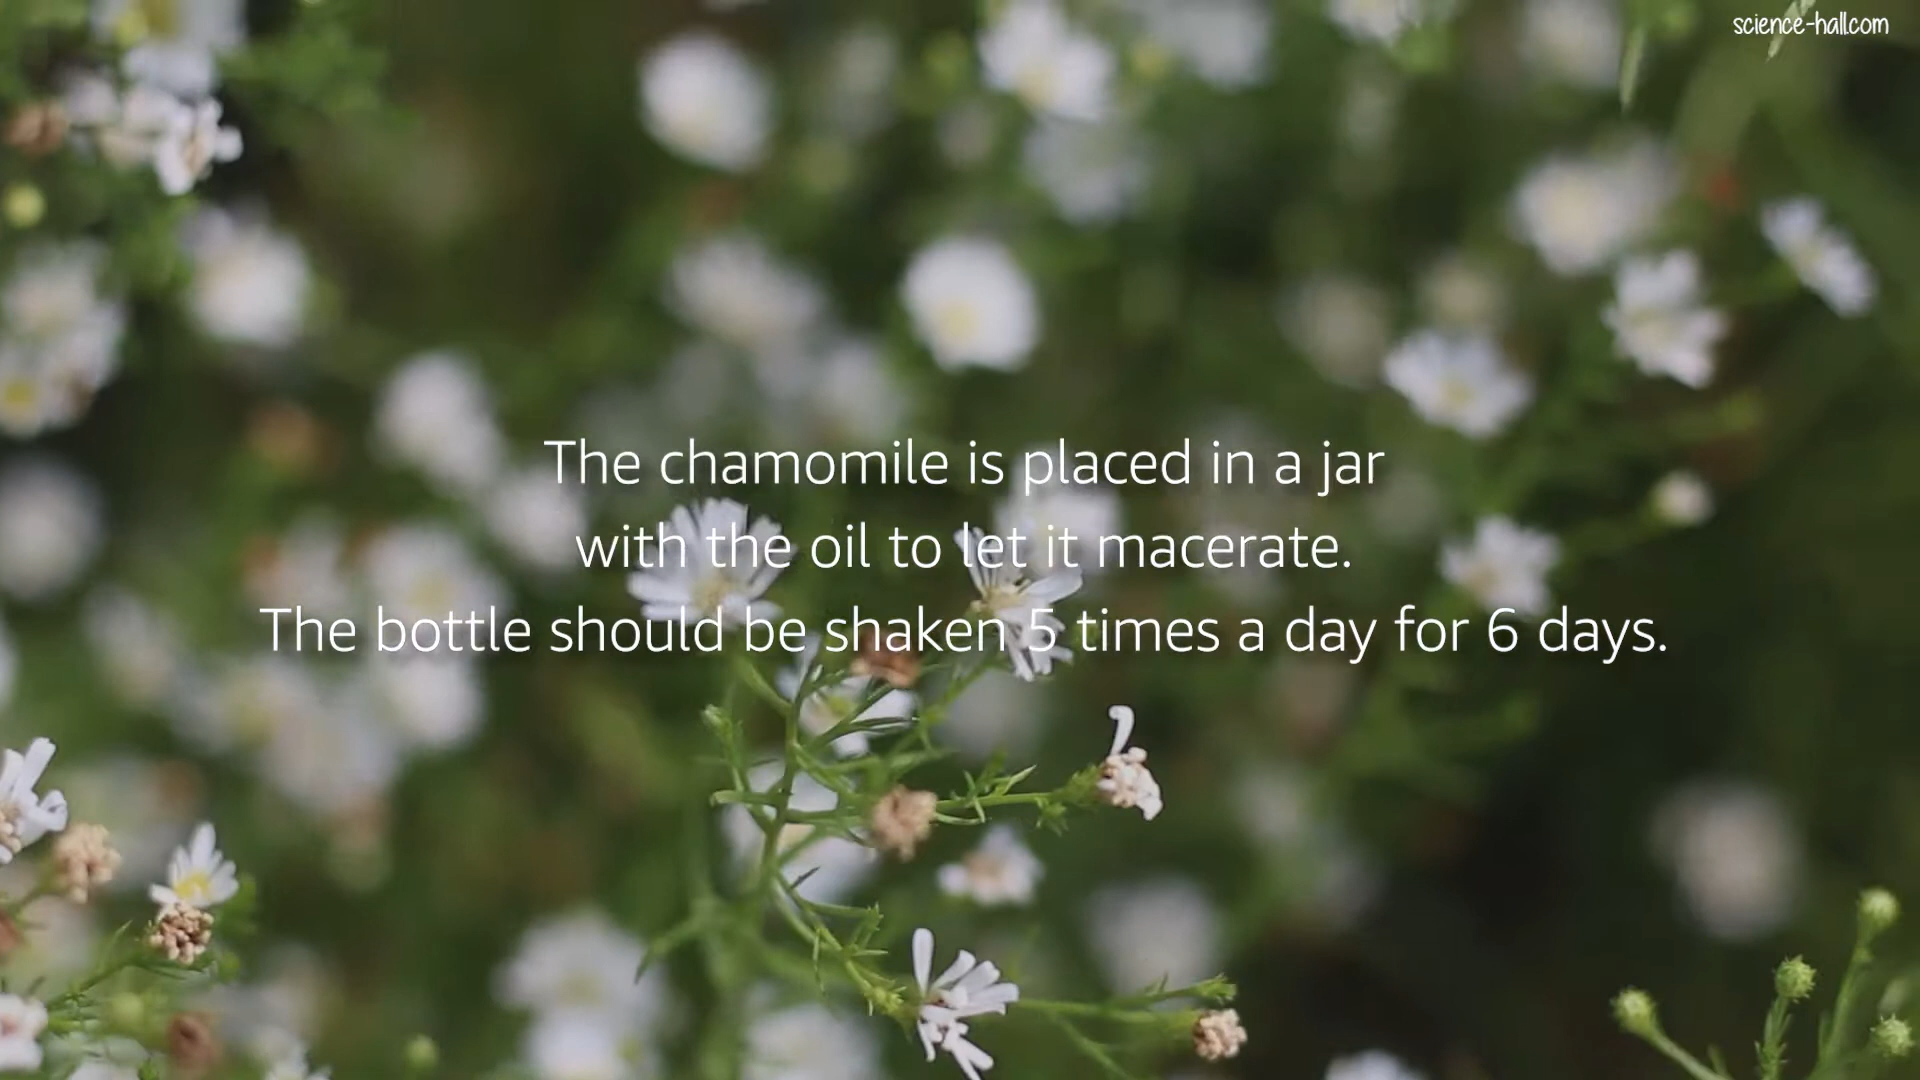 science-hall.com
The chamomile is placed in a jar
with the oil to let it macerate.
The bottle should be shaken 5 times a day for 6 days.